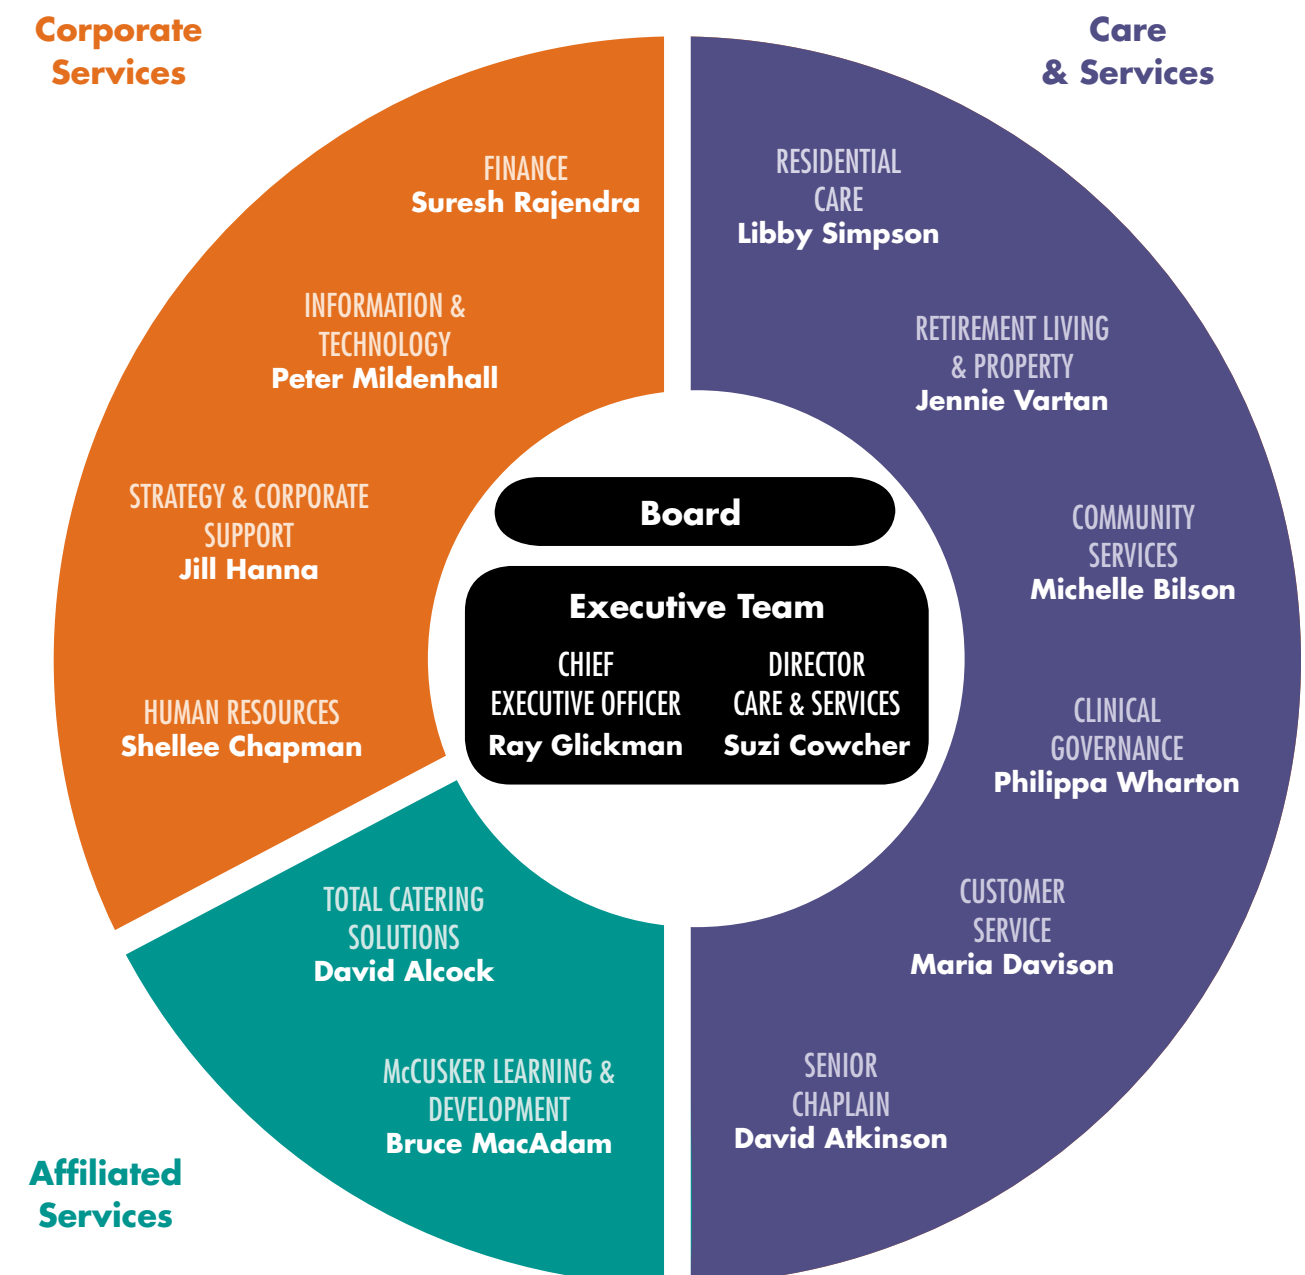 Corporate
Services
FINANCE
Suresh Rajendra
INFORMATION &
TECHNOLOGY
Peter Mildenhall
STRATEGY & CORPORATE
SUPPORT
Jill Hanna
HUMAN RESOURCES
Shellee Chapman
Care
& Services
RESIDENTIAL
CARE
Libby Simpson
RETIREMENT LIVING
& PROPERTY
Jennie Vartan
COMMUNITY
SERVICES
Michelle Bilson
CLINICAL
GOVERNANCE
Philippa Wharton
CUSTOMER
SERVICE
Maria Davison
SENIOR
CHAPLAIN
David Atkinson
Board
Executive Team
CHIEF
EXECUTIVE OFFICER
Ray Glickman
DIRECTOR
CARE & SERVICES
Suzi Cowcher
TOTAL CATERING
SOLUTIONS
David Alcock
McCUSKER LEARNING &
DEVELOPMENT
Bruce MacAdam
Affiliated
Services